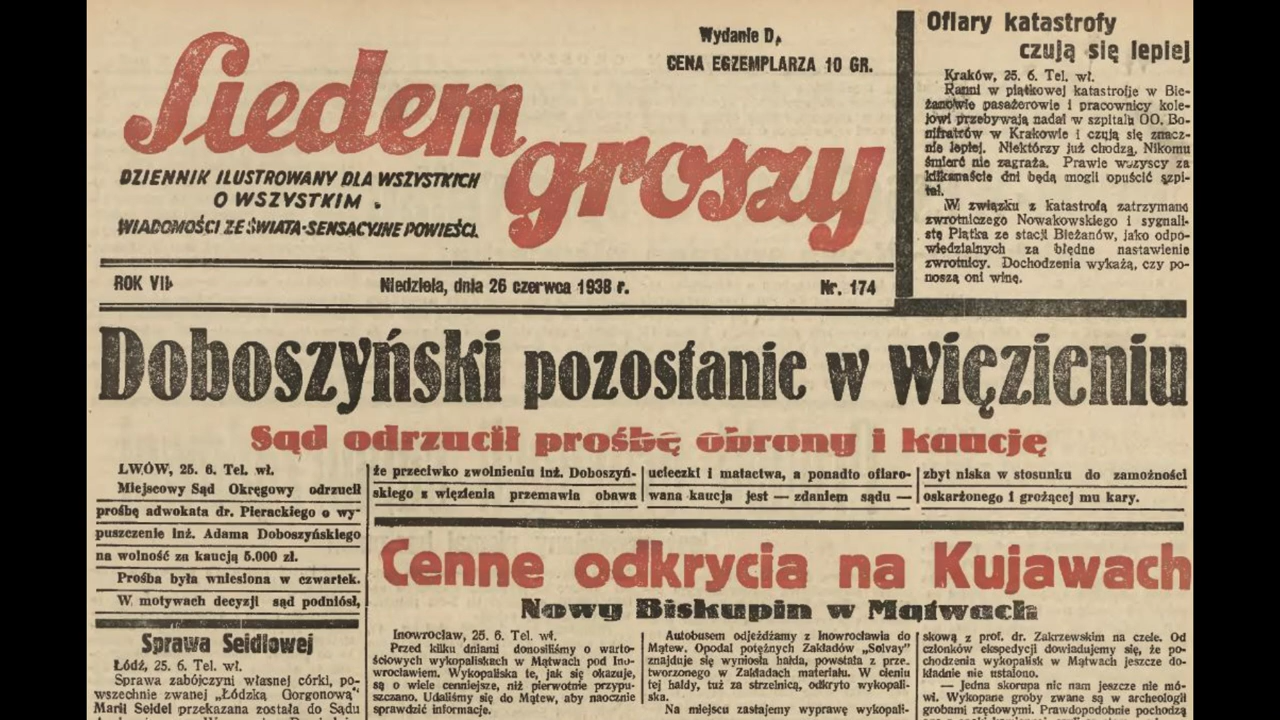 Siedem
groszy
DZIENNIK ILUSTROWANY DLA WSZYSTKICH
O WSZYSTKIM
WIADOMOŚCI ZE ŚWIATA-SENSACYJNE POWIEŚCI.
Wydanie D,
CENA EGZEMPLARZA 10 GR.
ROK VII
Niedziela, dnia 26 czerwca 1938 r.
Nr. 174
Ofiary katastrofy
czują się lepiej
Kraków, 25. 6. Tel. wł.
Ranni w piątkowej katastrofie w Bie-
żanowie pasażerowie i pracownicy kole-
jowi przebywają nadal w szpitalu OO. Bo-
nifratrów w Krakowie i czują się znacz-
nie lepiej. Niektórzy już chodzą. Nikomu
śmierć nie zagraża. Prawie wszyscy za
kilkanaście dni będą mogli opuścić szpi-
tal.
W związku z katastrofą zatrzymano
zwrotniczego Nowakowskiego i sygnali-
stę Piątka ze stacji Bieżanów, jako odpo-
wiedzialnych za błędne nastawienie
zwrotnicy. Dochodzenia wykażą, czy po-
noszą oni winę.
Doboszyński pozostanie w więzieniu
Sąd odrzucił prośbę obrony i kaucję
LWÓW, 25. 6. Tel. wł.
Miejscowy Sąd Okręgowy odrzucił
prośbę adwokata dr. Pierackiego o wy-
puszczenie inż. Adama Doboszyńskiego
na wolność za kaucją 5.000 zł.
Prośba była wniesiona w czwartek.
W motywach decyzji sąd podniósł,
że przeciwko zwolnieniu inż. Doboszyń-
skiego z więzienia przemawia obawa
ucieczki i matactwa, a ponadto ofiaro-
wana kaucja jest — zdaniem sądu —
zbyt niska w stosunku do zamożności
oskarżonego i grożącej mu kary.
Sprawa Seidlowej
Łódź, 25. 6. Tel. wł.
Sprawa zabójczyni własnej córki, po-
wszechnie zwanej „Łódzką Gorgonową"
Marii Seidel przekazana została do Sądu
Cenne odkrycia na Kujawach
Nowy Biskupin w Mątwach
Inowrocław, 25. 6. Tel. wł.
Przed kilku dniami donosiliśmy o warto-
ściowych wykopaliskach w Mątwach pod Ino-
wrocławiem. Wykopaliska te, jak się okazuje,
są o wiele cenniejsze, niż pierwotnie przypu-
szczano. Udaliśmy się do Mątew, aby naocznie
sprawdzić informacje.
Autobusem odjeżdżamy z Inowrocławia do
Mątew. Opodal potężnych Zakładów „Solvay"
znajduje się wyniosła hałda, powstała z prze-
tworzonego w Zakładach materiału. W cieniu
tej hałdy, tuż za strzelnicą, odkryto wykopali-
ska.
Na miejscu zastajemy wyprawę wykopali-
skową z prof. dr. Zakrzewskim na czele. Od
członków ekspedycji dowiadujemy się, że po-
chodzenia wykopalisk w Mątwach jeszcze do-
kładnie nie ustalono.
— Jedna skorupa nic nam jeszcze nie mó-
wi. Wykopane groby zwane są w archeologii
grobami rzędowymi. Prawdopodobnie pochodzą